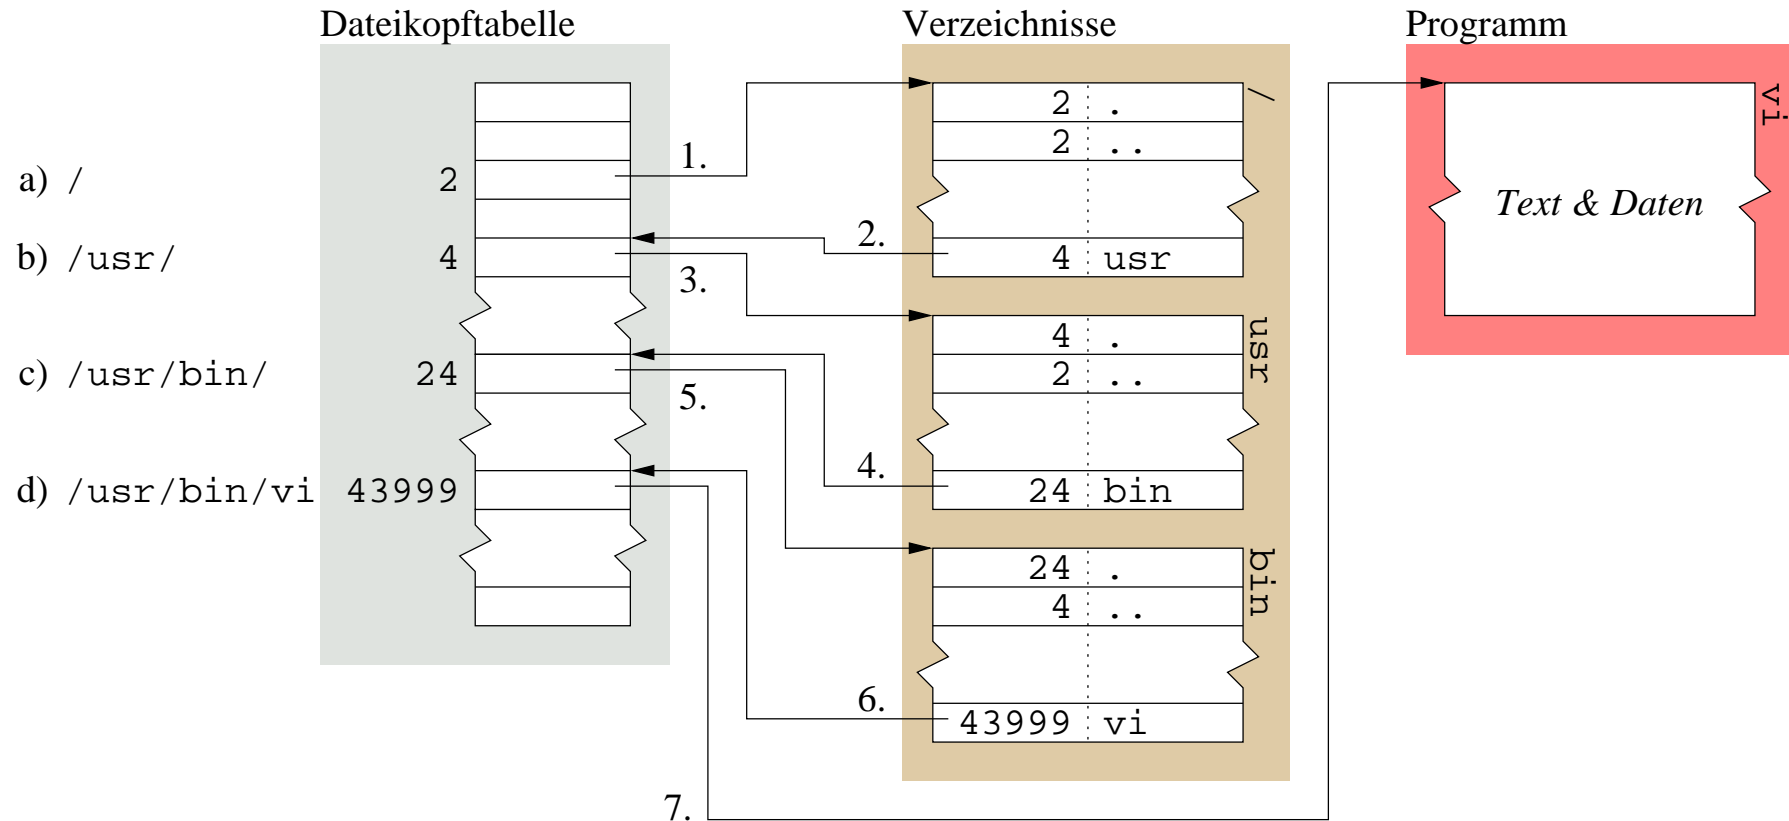 Dateikopftabelle
a) / 2
b) /usr/ 4
c) /usr/bin/ 24
d) /usr/bin/vi 43999
1.
2.
3.
4.
5.
6.
7.
Verzeichnisse
/
2 .
2 ..
4 usr
usr
4 .
2 ..
24 bin
bin
24 .
4 ..
43999 vi
Programm
vi
Text & Daten